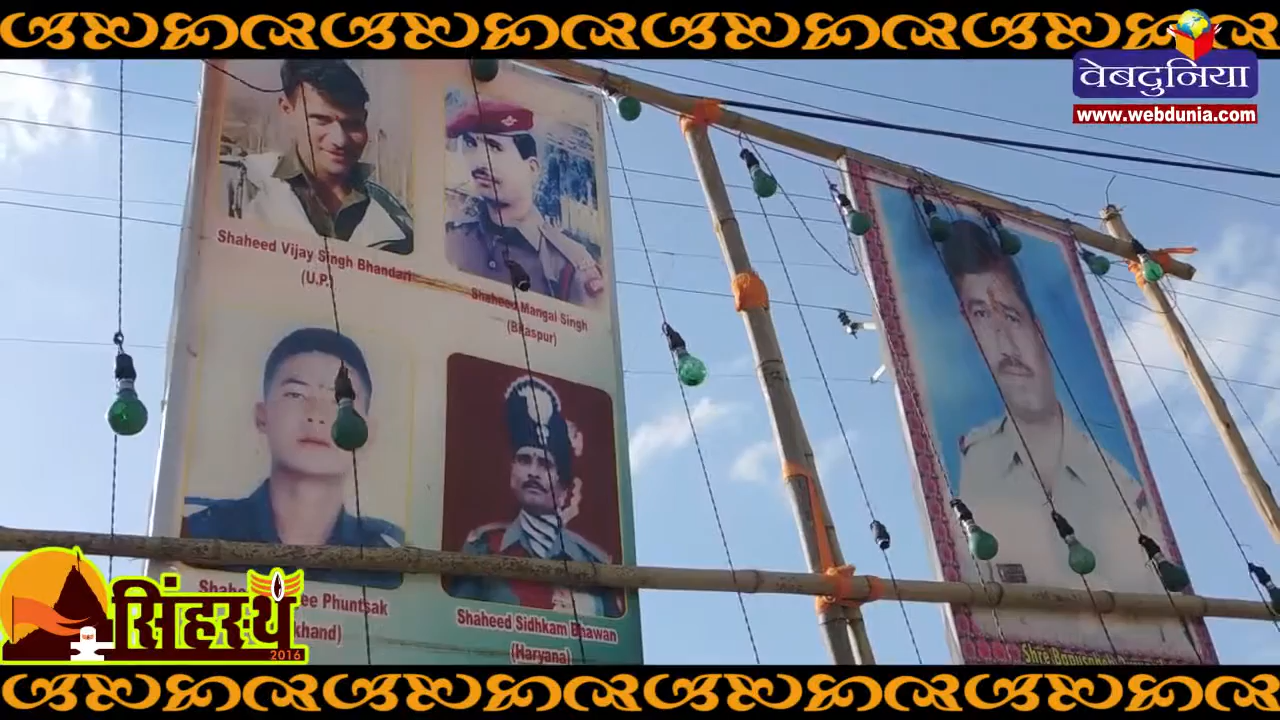 वेबदुनिया
www.webdunia.com
Shaheed Vijay Singh Bhandari
(U.P.)
Shaheed Mangal Singh
(Bilaspur)
Phuntsak
Shaheed Sidhkam Bhawan
(Haryana)
Shre
सिंहस्थ
2016